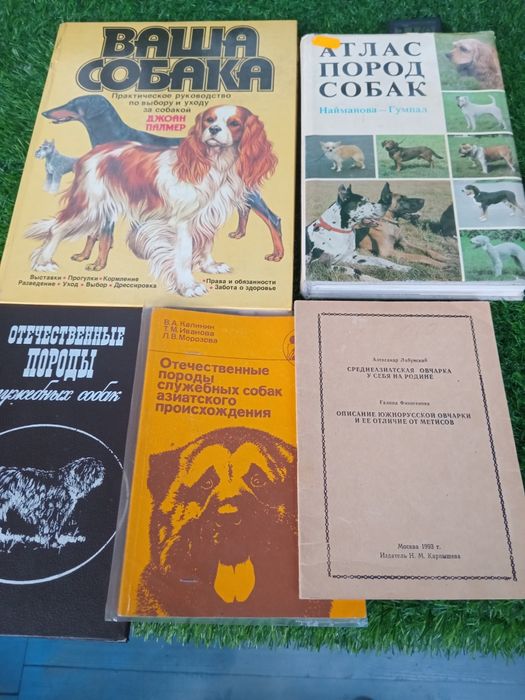 ВАША
СОБАКА
Практическое руководство
по выбору и уходу
за собакой
ДЖОАН
ПАЛМЕР
Выставки • Прогулки • Кормление
Разведение • Уход • Выбор • Дрессировка
• Права и обязанности
• Забота о здоровье
АТЛАС
ПОРОД
СОБАК
Найманова — Гумпал
ОТЕЧЕСТВЕННЫЕ
ПОРОДЫ
служебных собак
В.А. Калинин
Т.М. Иванова
Л.В. Морозова
Отечественные
породы
служебных собак
азиатского
происхождения
Александр Лабунский
СРЕДНЕАЗИАТСКАЯ ОВЧАРКА
У СЕБЯ НА РОДИНЕ
Галина Финогенова
ОПИСАНИЕ ЮЖНОРУССКОЙ ОВЧАРКИ
И ЕЕ ОТЛИЧИЕ ОТ МЕТИСОВ
Москва 1993 г.
Издатель Н. М. Карпышева